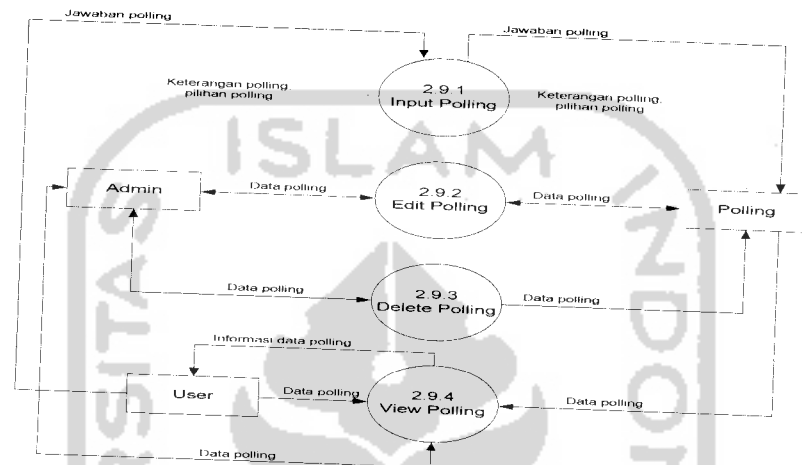 Jawaban polling
Jawaban polling
Keterangan polling,
pilihan polling
2.9.1
Input Polling
Keterangan polling,
pilihan polling
ISLAM
Admin
Data polling
2.9.2
Edit Polling
Data polling
Polling
Data polling
2.9.3
Delete Polling
Data polling
Informasi data polling
User
Data polling
2.9.4
View Polling
Data polling
Data polling
RSITAS
INDON